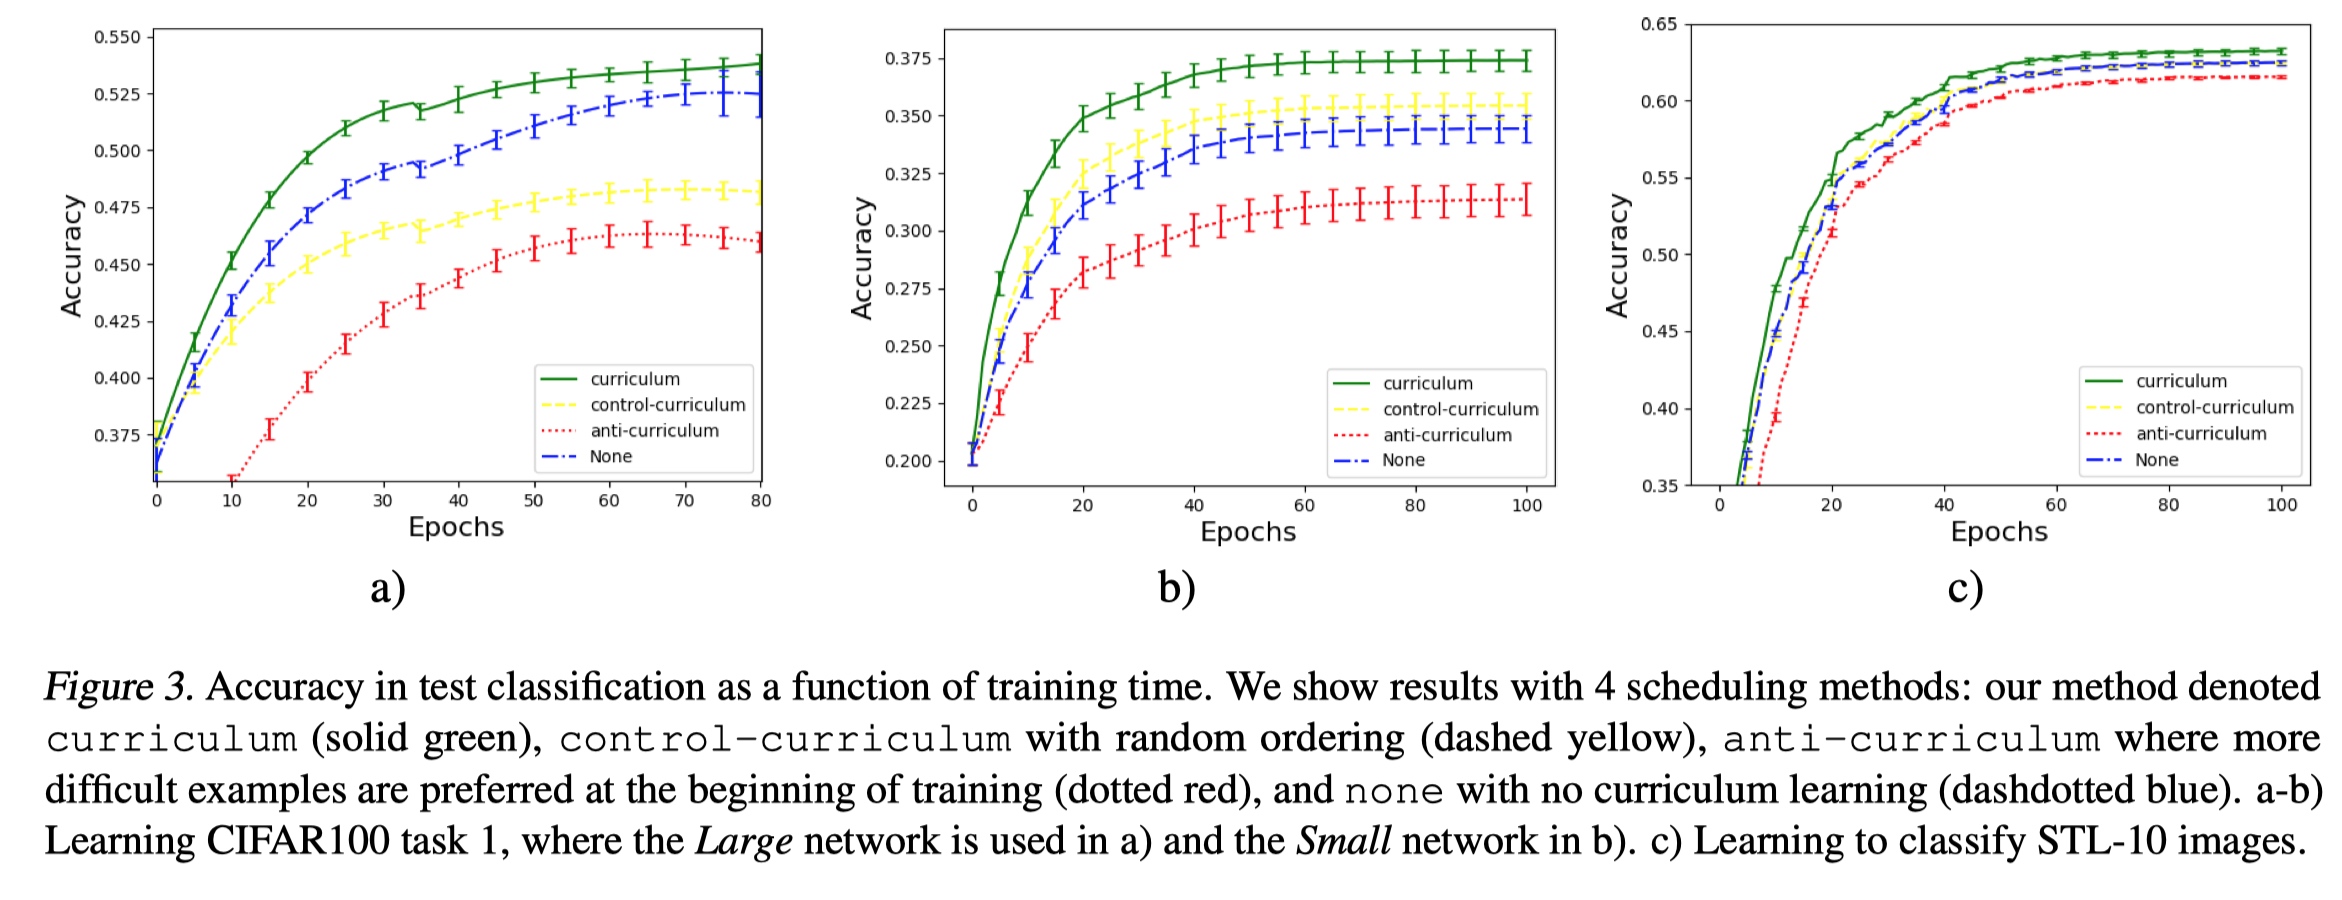 0.550
0.525
0.500
0.475
0.450
0.425
0.400
0.375
Accuracy
0 10 20 30 40 50 60 70 80
Epochs
curriculum
control-curriculum
anti-curriculum
None
a)
0.375
0.350
0.325
0.300
0.275
0.250
0.225
0.200
Accuracy
0 20 40 60 80 100
Epochs
curriculum
control-curriculum
anti-curriculum
None
b)
0.65
0.60
0.55
0.50
0.45
0.40
0.35
Accuracy
0 20 40 60 80 100
Epochs
curriculum
control-curriculum
anti-curriculum
None
c)
Figure 3. Accuracy in test classification as a function of training time. We show results with 4 scheduling methods: our method denoted
curriculum (solid green), control-curriculum with random ordering (dashed yellow), anti-curriculum where more
difficult examples are preferred at the beginning of training (dotted red), and none with no curriculum learning (dashdotted blue). a-b)
Learning CIFAR100 task 1, where the Large network is used in a) and the Small network in b). c) Learning to classify STL-10 images.